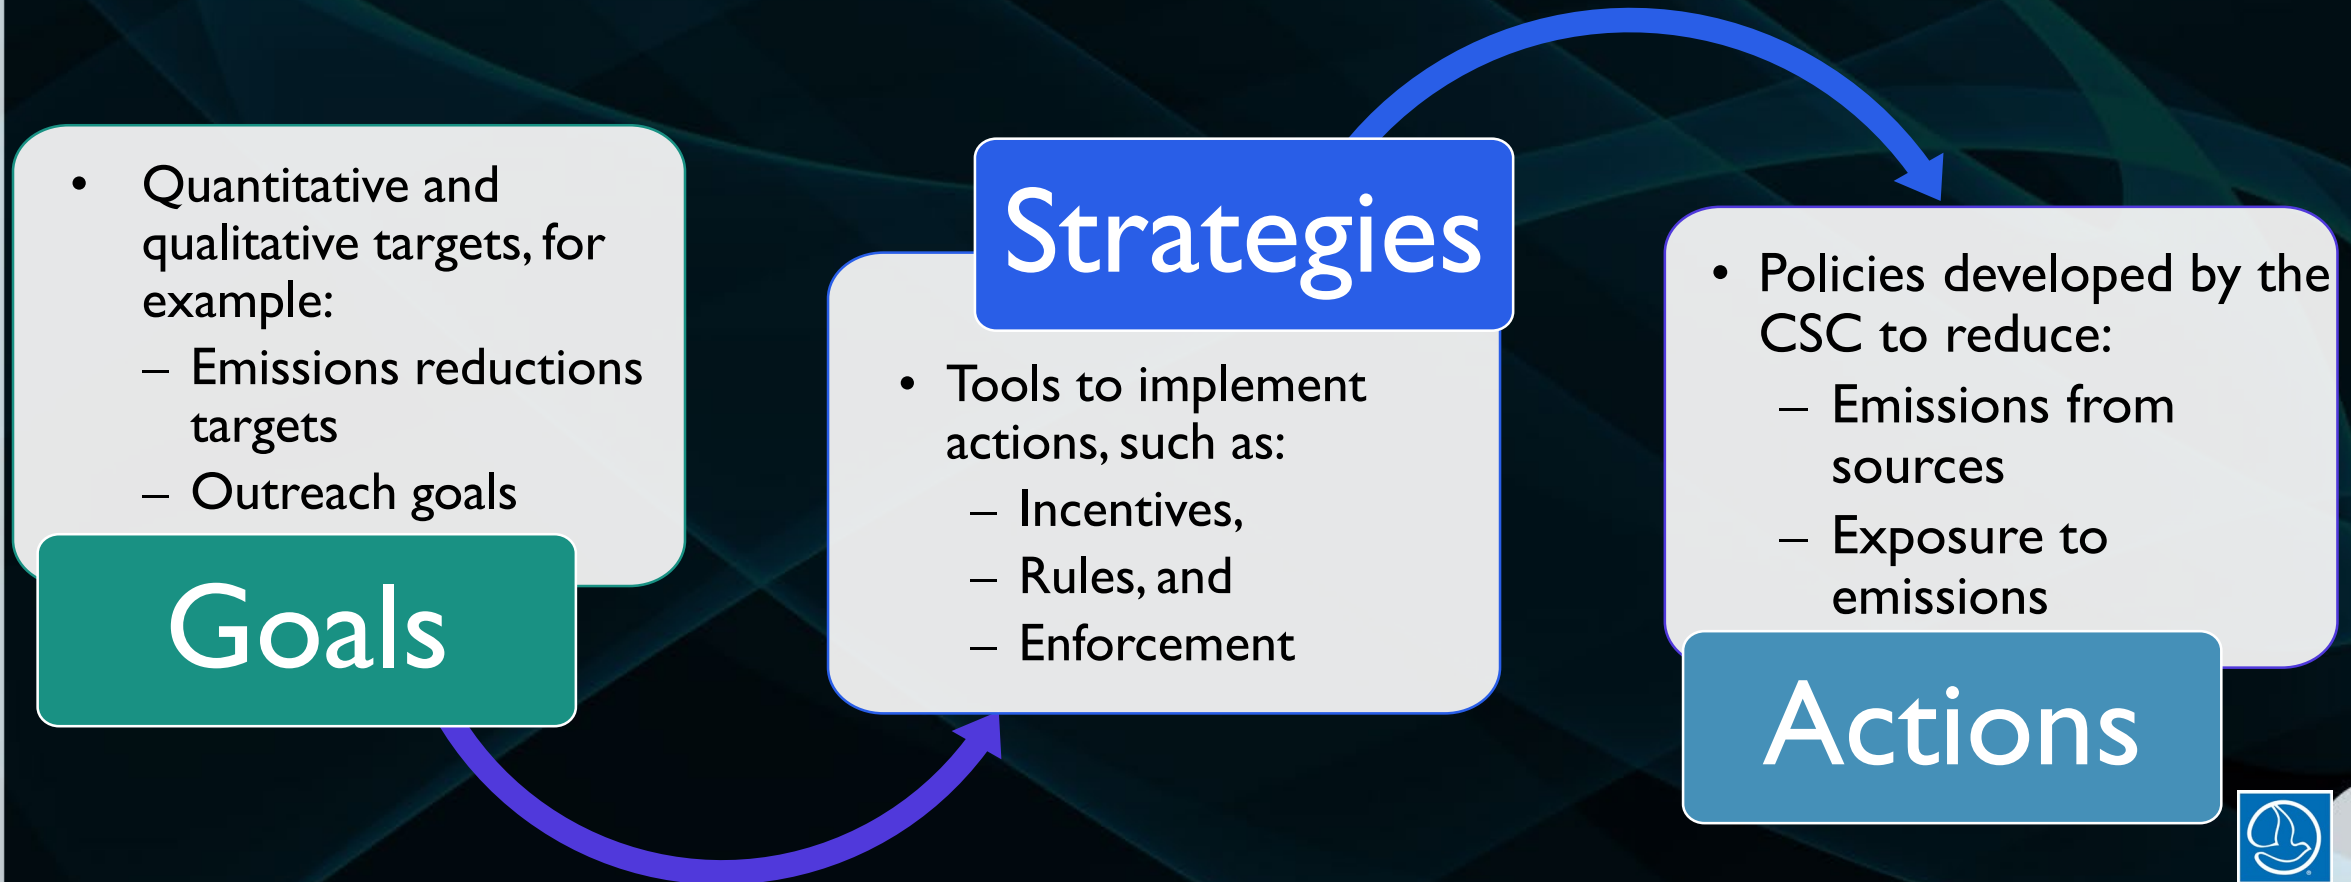 • Quantitative and
qualitative targets, for
example:
– Emissions reductions
targets
– Outreach goals
Goals
Strategies
• Tools to implement
actions, such as:
– Incentives,
– Rules, and
– Enforcement
• Policies developed by the
CSC to reduce:
– Emissions from
sources
– Exposure to
emissions
Actions